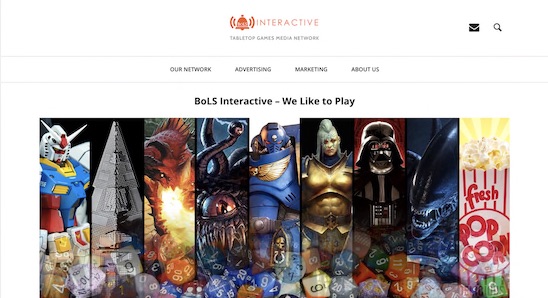 BoLS INTERACTIVE
TABLETOP GAMES MEDIA NETWORK
OUR NETWORK ADVERTISING MARKETING ABOUT US
BoLS Interactive – We Like to Play
fresh
POP
CORN